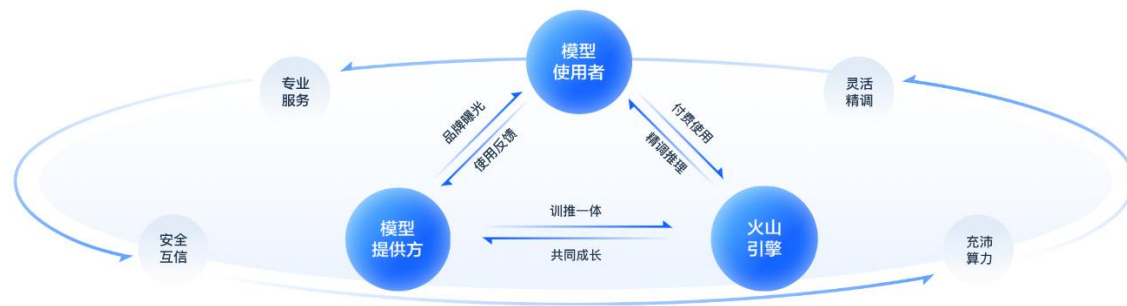 模型
使用者
专业
服务
灵活
精调
品牌曝光
使用反馈
付费使用
精调推理
模型
提供方
训推一体
共同成长
火山
引擎
安全
互信
充沛
算力